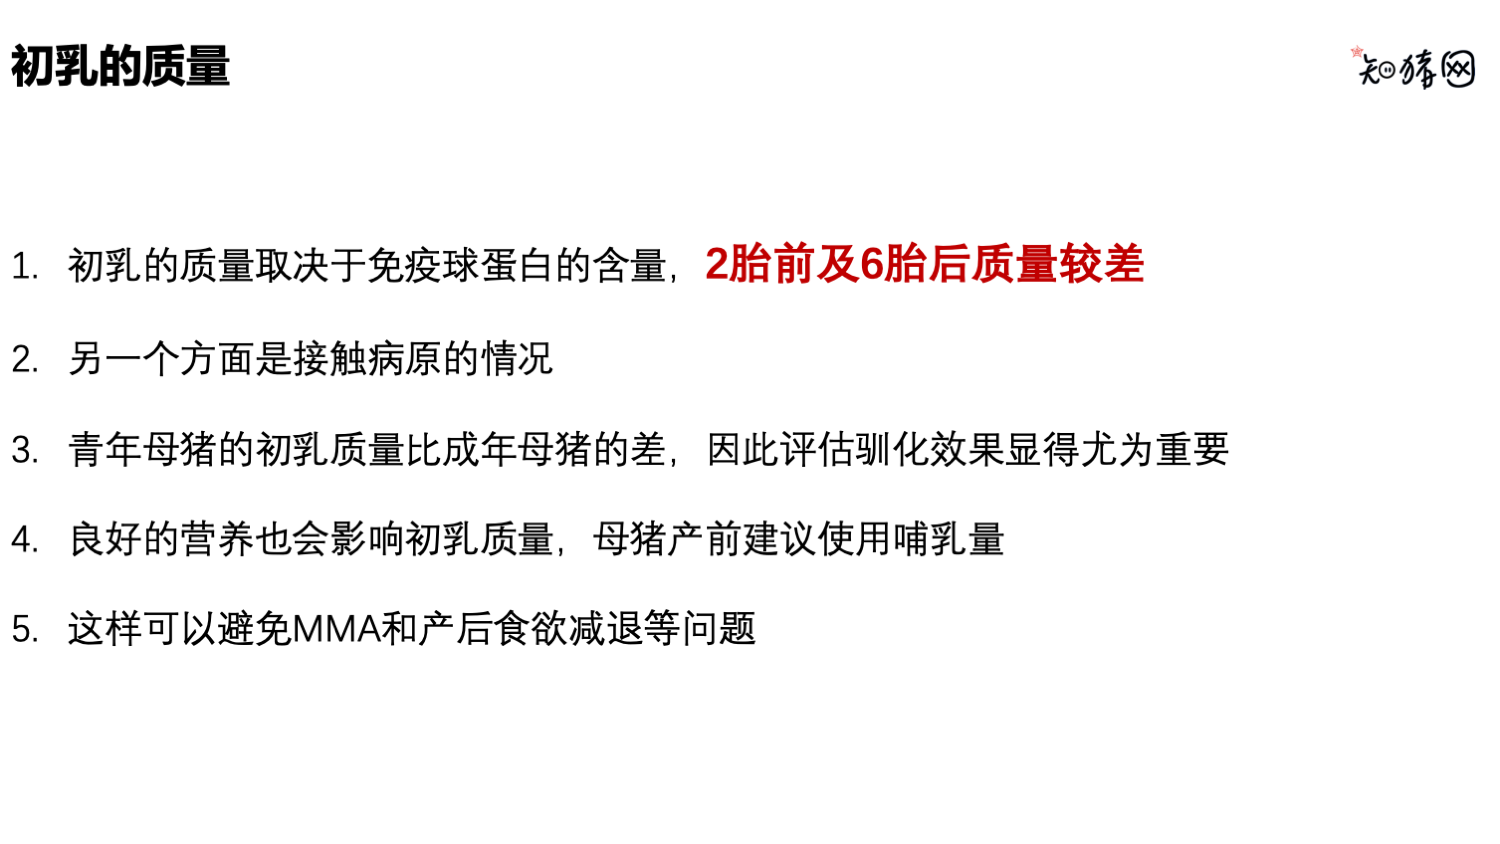 初乳的质量
知猪网
1. 初乳的质量取决于免疫球蛋白的含量，2胎前及6胎后质量较差
2. 另一个方面是接触病原的情况
3. 青年母猪的初乳质量比成年母猪的差，因此评估驯化效果显得尤为重要
4. 良好的营养也会影响初乳质量，母猪产前建议使用哺乳量
5. 这样可以避免MMA和产后食欲减退等问题